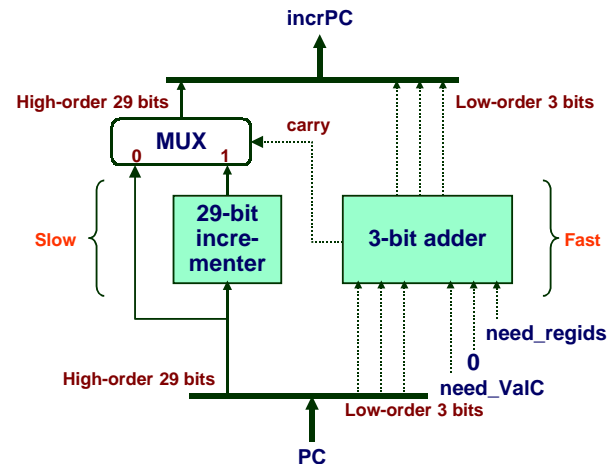 incrPC
High-order 29 bits
Low-order 3 bits
MUX
carry
0
1
Slow
29-bit
incre-
menter
3-bit adder
Fast
need_regids
0
High-order 29 bits
need_ValC
Low-order 3 bits
PC